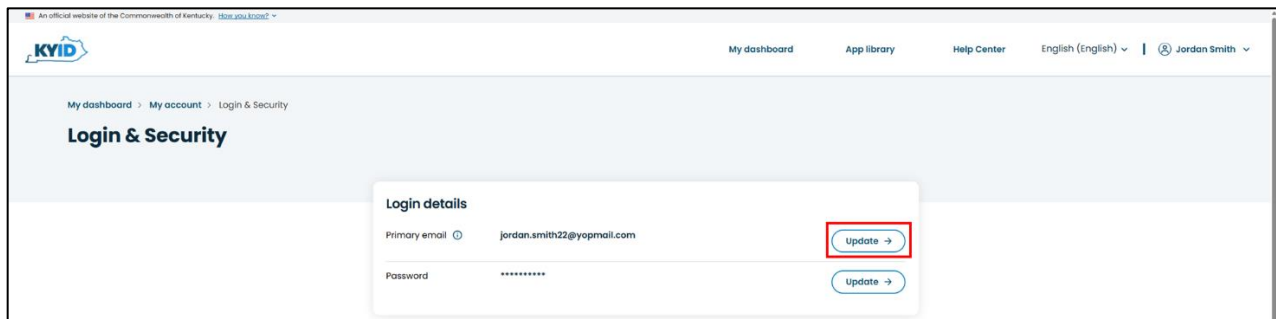 An official website of the Commonwealth of Kentucky. How you know?
KYID
My dashboard App library Help Center English (English) Jordan Smith
My dashboard > My account > Login & Security
Login & Security
Login details
Primary email jordan.smith22@yopmail.com Update →
Password ********** Update →